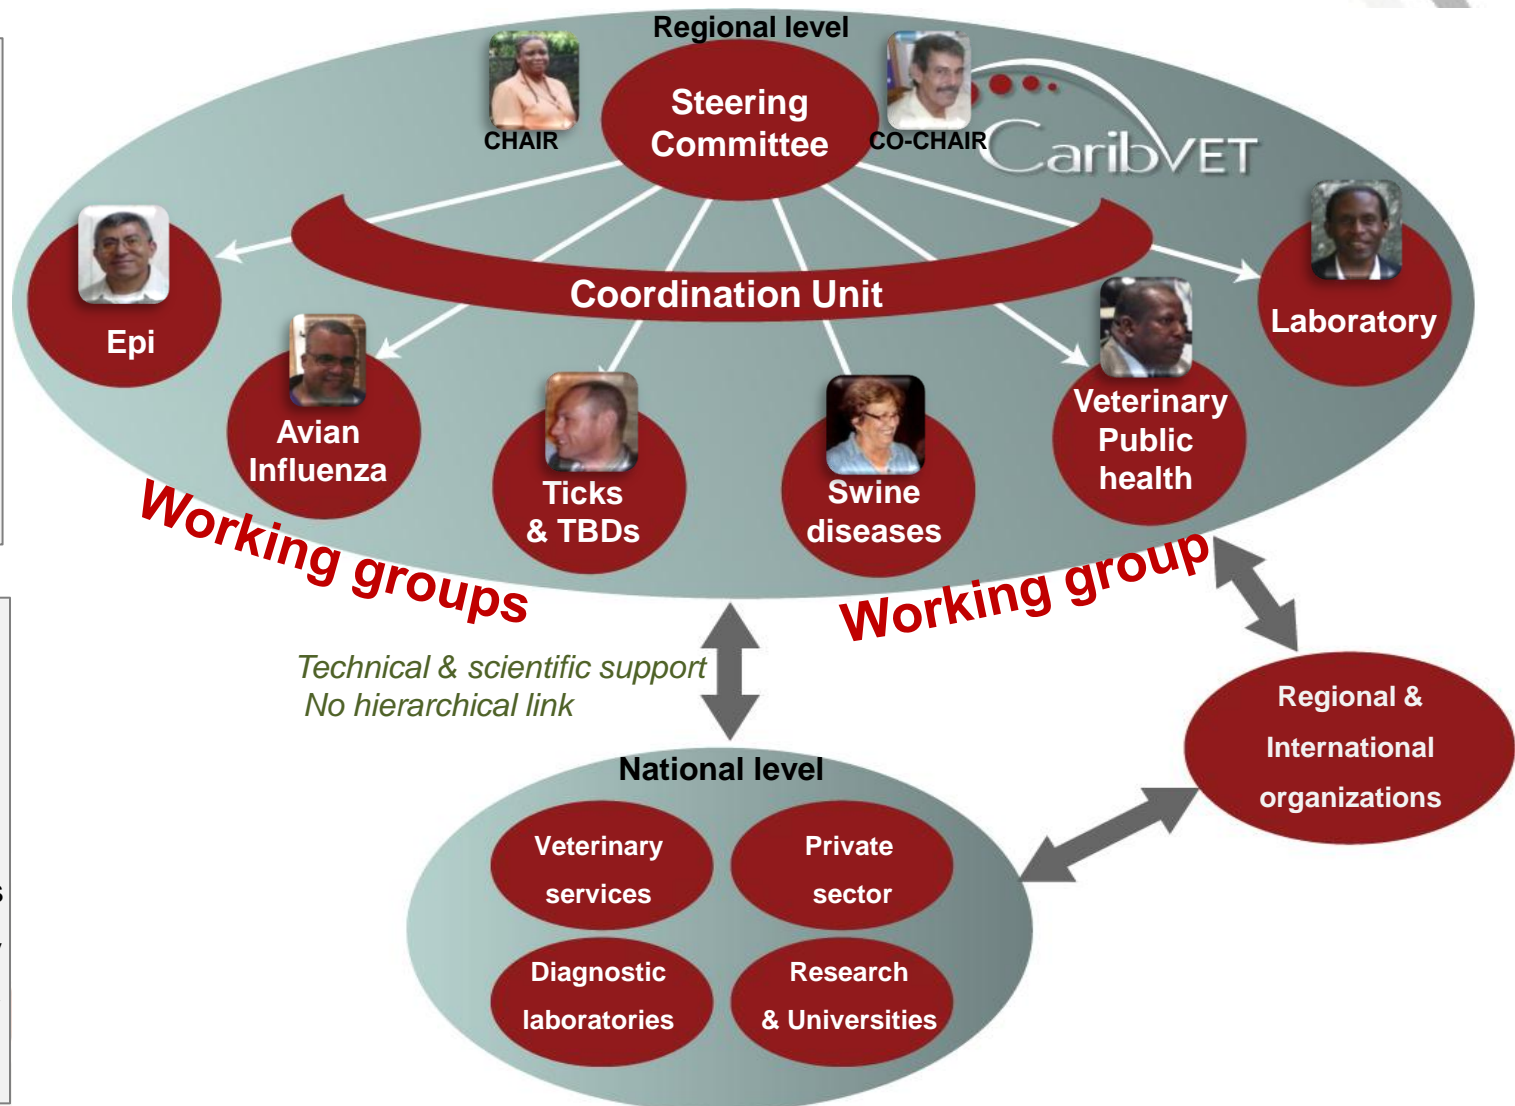 Regional level
Steering
Committee
CHAIR
CO-CHAIR
CaribVET
Coordination Unit
Epi
Avian
Influenza
Ticks
& TBDs
Swine
diseases
Veterinary
Public
health
Laboratory
Working groups
Working group
Technical & scientific support
No hierarchical link
Regional &
International
organizations
National level
Veterinary
services
Private
sector
Diagnostic
laboratories
Research
& Universities